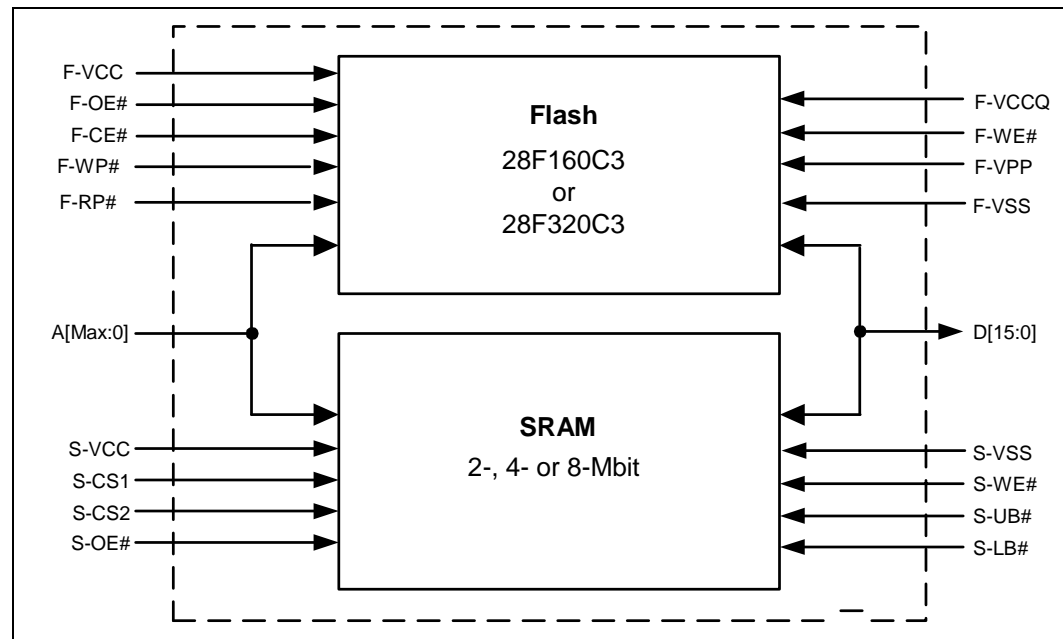 F-VCC
F-OE#
F-CE#
F-WP#
F-RP#
A[Max:0]
S-VCC
S-CS1
S-CS2
S-OE#
Flash
28F160C3
or
28F320C3
SRAM
2-, 4- or 8-Mbit
F-VCCQ
F-WE#
F-VPP
F-VSS
D[15:0]
S-VSS
S-WE#
S-UB#
S-LB#